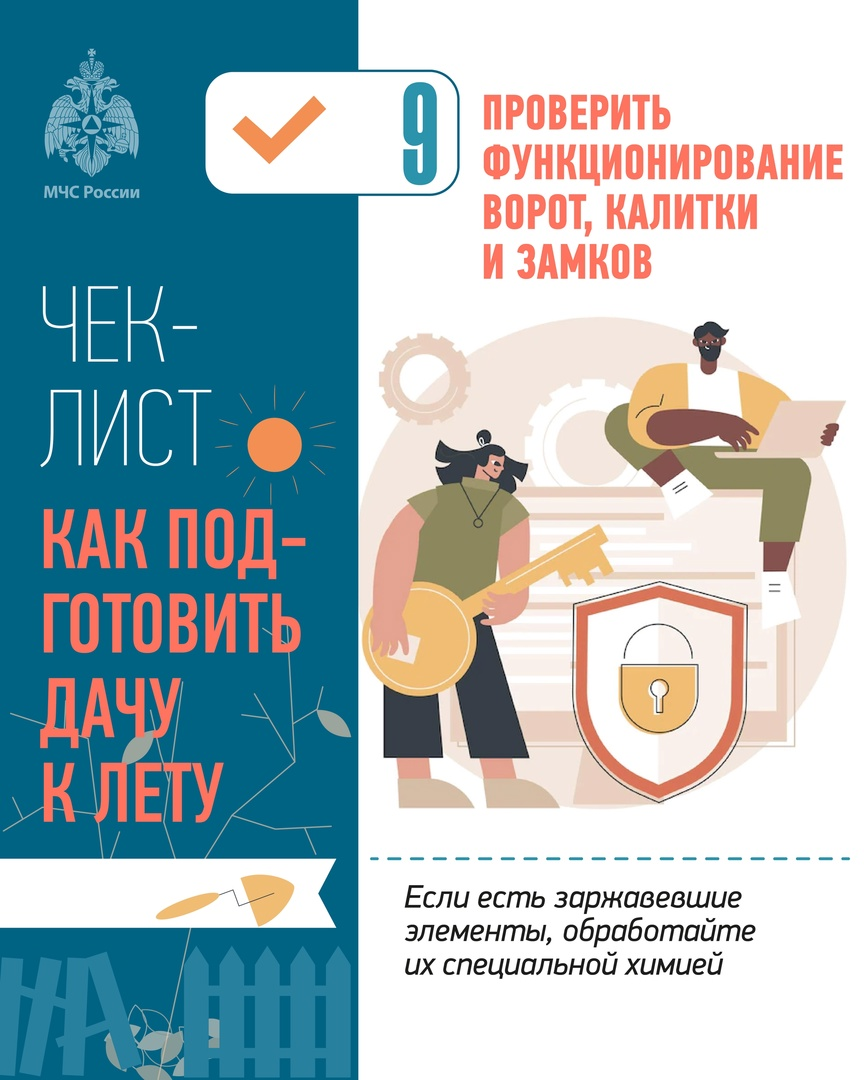 МЧС России
9
ПРОВЕРИТЬ
ФУНКЦИОНИРОВАНИЕ
ВОРОТ, КАЛИТКИ
И ЗАМКОВ
ЧЕК-
ЛИСТ
КАК ПОД-
ГОТОВИТЬ
ДАЧУ
К ЛЕТУ
Если есть заржавевшие
элементы, обработайте
их специальной химией